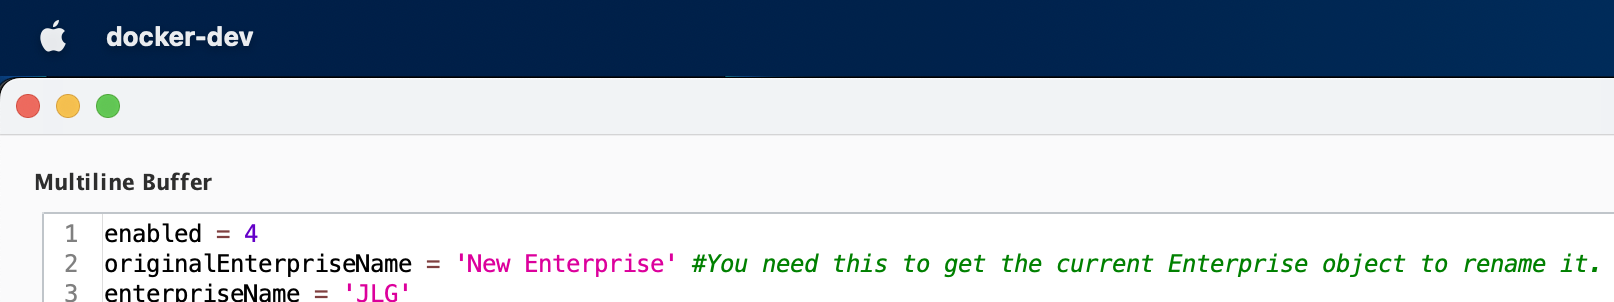 docker-dev
Multiline Buffer
1 enabled = 4
2 originalEnterpriseName = 'New Enterprise' #You need this to get the current Enterprise object to rename it.
3 enterpriseName = 'JLG'